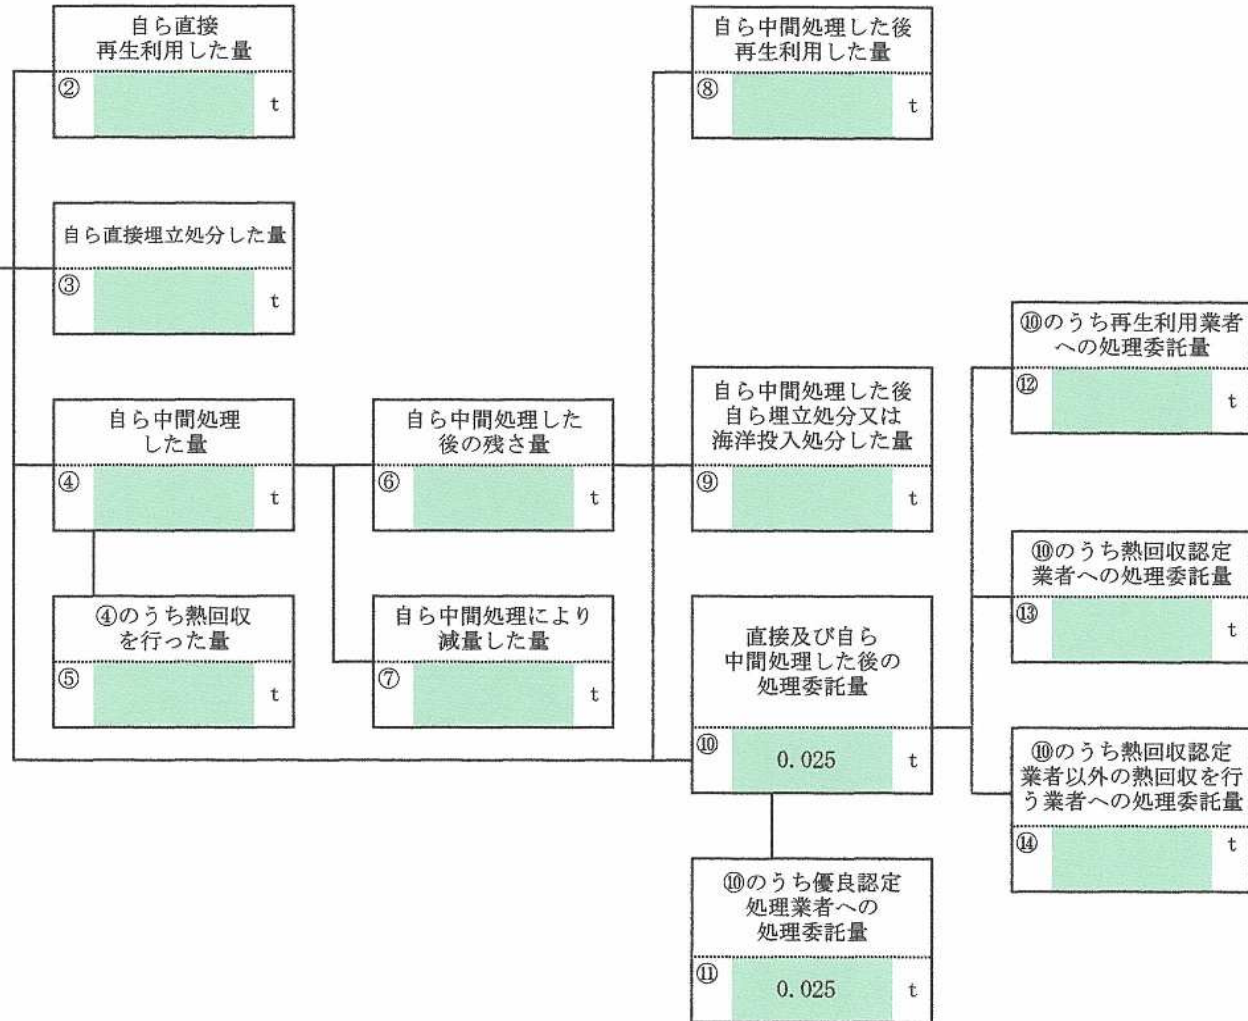 自ら直接
再生利用した量
②
t
自ら中間処理した後
再生利用した量
⑧
t
自ら直接埋立処分した量
③
t
⑩のうち再生利用業者
への処理委託量
⑫
t
自ら中間処理
した量
④
t
自ら中間処理した
後の残さ量
⑥
t
自ら中間処理した後
自ら埋立処分又は
海洋投入処分した量
⑨
t
⑩のうち熱回収認定
業者への処理委託量
⑬
t
④のうち熱回収
を行った量
⑤
t
自ら中間処理により
減量した量
⑦
t
直接及び自ら
中間処理した後の
処理委託量
⑩
0.025
t
⑩のうち熱回収認定
業者以外の熱回収を行
う業者への処理委託量
⑭
t
⑩のうち優良認定
処理業者への
処理委託量
⑪
0.025
t